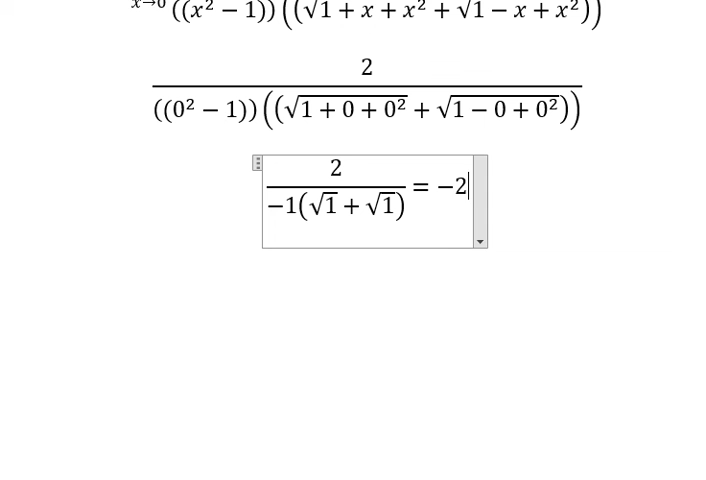 x→0 ((x² − 1))((√1 + x + x² + √1 − x + x²))
2
((0² − 1))((√1 + 0 + 0² + √1 − 0 + 0²))
2
−1(√1 + √1) = −2